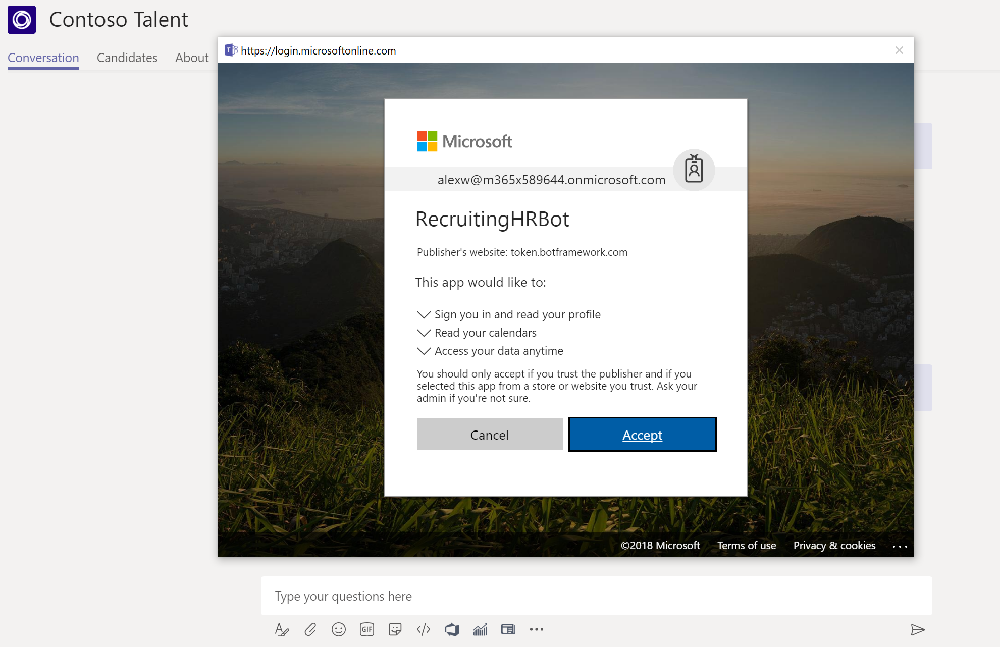 Contoso Talent
Conversation Candidates About
https://login.microsoftonline.com
Microsoft
alexw@m365x589644.onmicrosoft.com
RecruitingHRBot
Publisher's website: token.botframework.com
This app would like to:
Sign you in and read your profile
Read your calendars
Access your data anytime
You should only accept if you trust the publisher and if you
selected this app from a store or website you trust. Ask your
admin if you're not sure.
Cancel Accept
©2018 Microsoft Terms of use Privacy & cookies
Type your questions here
GIF